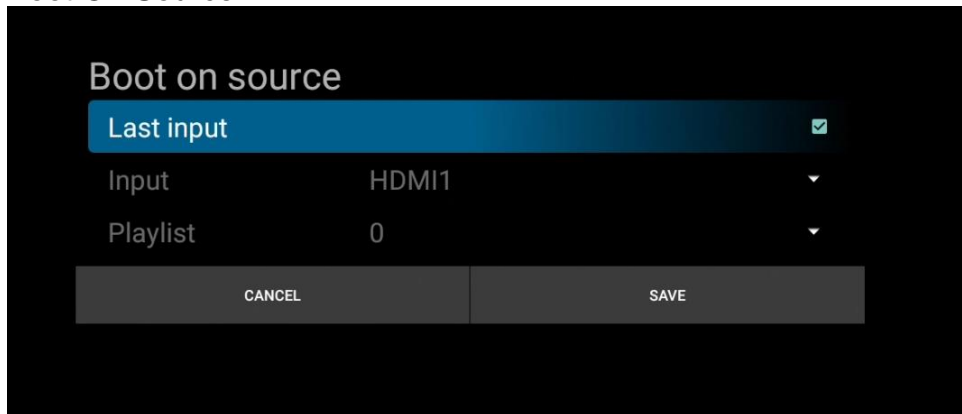 Boot on source
Last input
Input HDMI1
Playlist 0
CANCEL SAVE